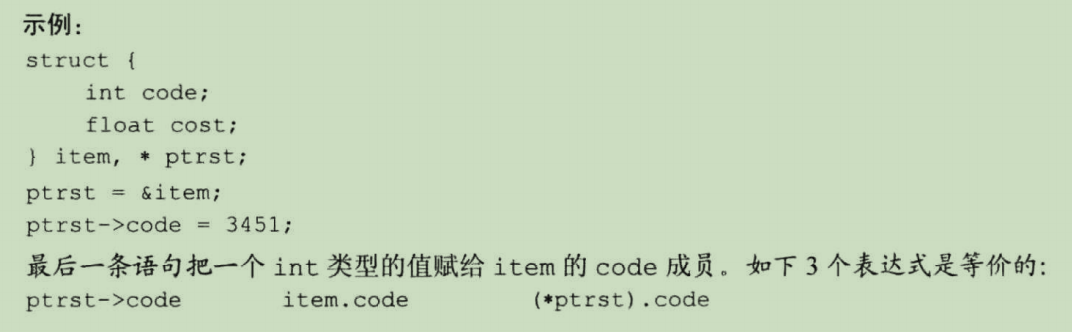 示例:
struct {
    int code;
    float cost;
} item, * ptrst;
ptrst = &item;
ptrst->code = 3451;
最后一条语句把一个 int 类型的值赋给 item 的 code 成员。如下 3 个表达式是等价的:
ptrst->code    item.code    (*ptrst).code